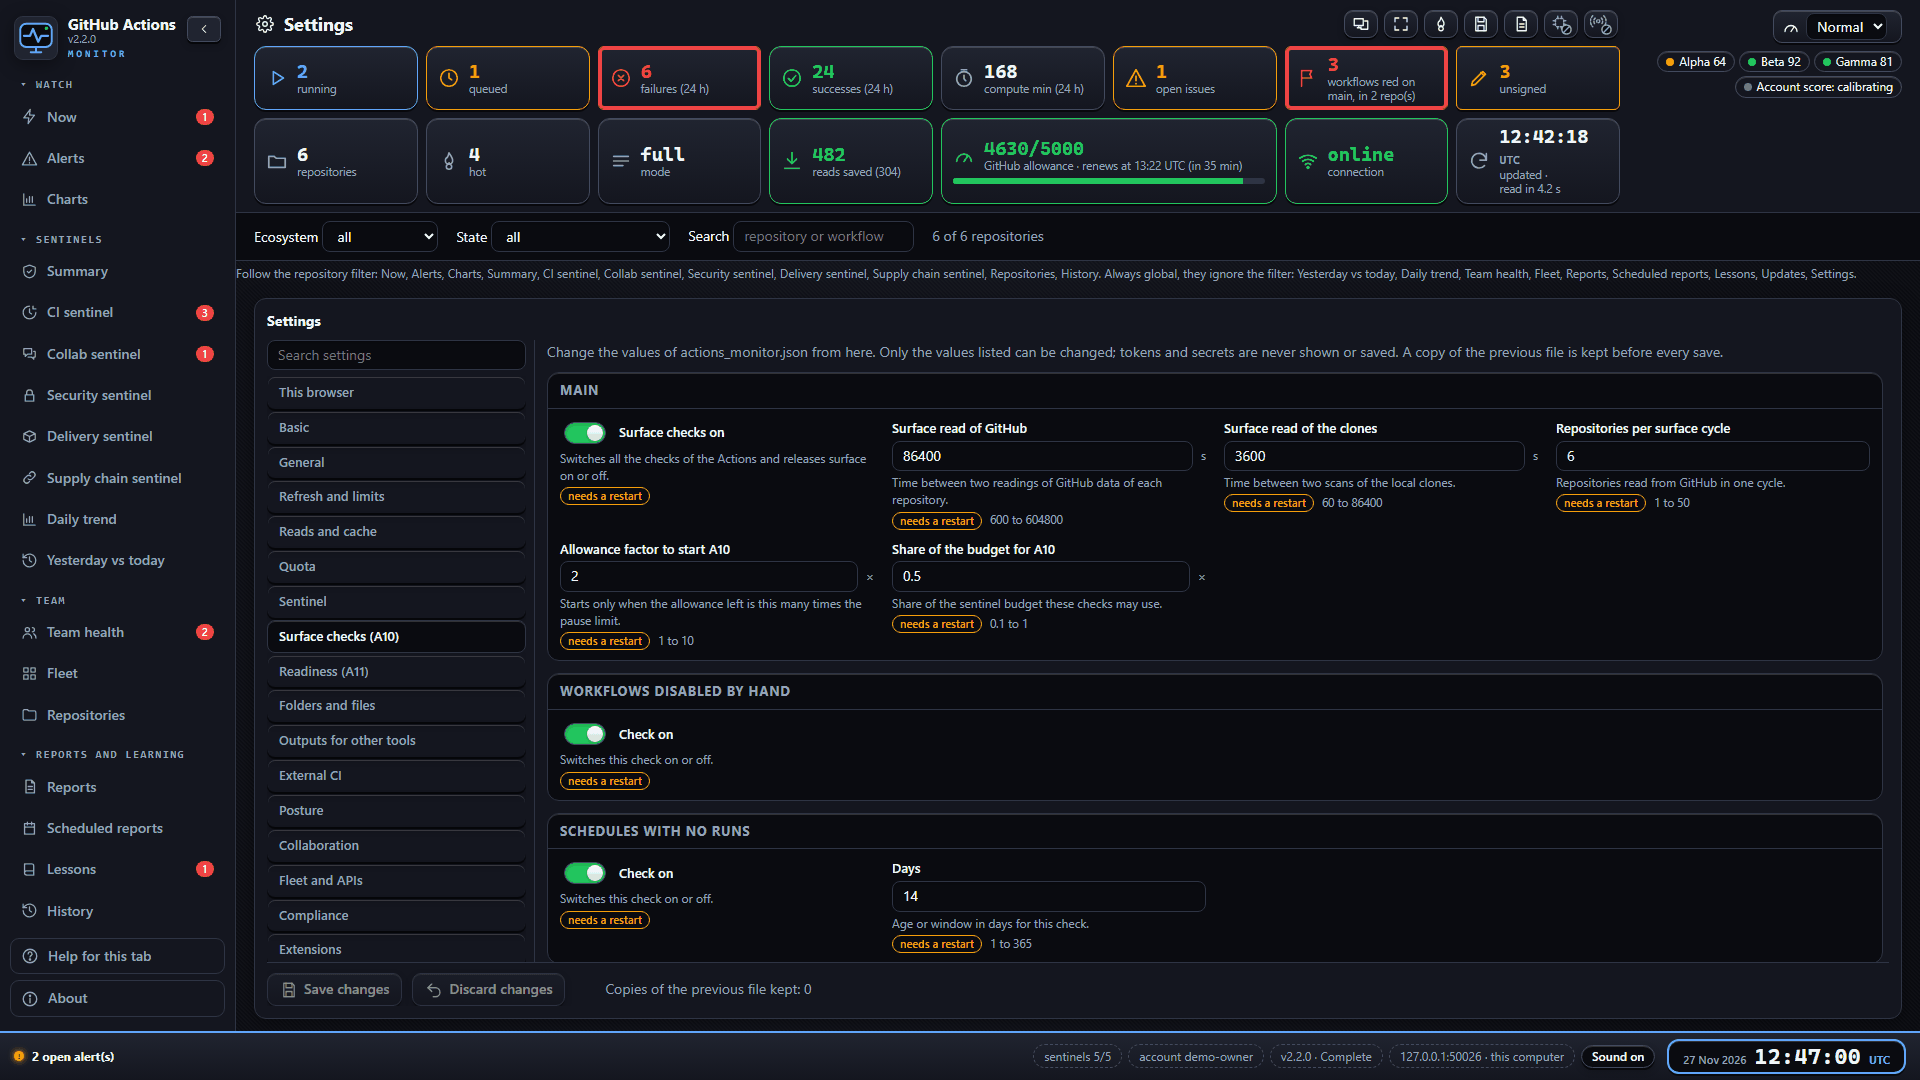 GitHub Actions
v2.2.0
MONITOR
WATCH
Now 1
Alerts 2
Charts
SENTINELS
Summary
CI sentinel 3
Collab sentinel 1
Security sentinel
Delivery sentinel
Supply chain sentinel
Daily trend
Yesterday vs today
TEAM
Team health 2
Fleet
Repositories
REPORTS AND LEARNING
Reports
Scheduled reports
Lessons 1
History
Help for this tab
About
Settings
Normal
2
running
1
queued
6
failures (24 h)
24
successes (24 h)
168
compute min (24 h)
1
open issues
3
workflows red on
main, in 2 repo(s)
3
unsigned
Alpha 64
Beta 92
Gamma 81
Account score: calibrating
6
repositories
4
hot
full
mode
482
reads saved (304)
4630/5000
GitHub allowance · renews at 13:22 UTC (in 35 min)
online
connection
12:42:18
UTC
updated ·
read in 4.2 s
Ecosystem all State all Search repository or workflow 6 of 6 repositories
Follow the repository filter: Now, Alerts, Charts, Summary, CI sentinel, Collab sentinel, Security sentinel, Delivery sentinel, Supply chain sentinel, Repositories, History. Always global, they ignore the filter: Yesterday vs today, Daily trend, Team health, Fleet, Reports, Scheduled reports, Lessons, Updates, Settings.
Settings
Search settings
This browser
Basic
General
Refresh and limits
Reads and cache
Quota
Sentinel
Surface checks (A10)
Readiness (A11)
Folders and files
Outputs for other tools
External CI
Posture
Collaboration
Fleet and APIs
Compliance
Extensions
Change the values of actions_monitor.json from here. Only the values listed can be changed; tokens and secrets are never shown or saved. A copy of the previous file is kept before every save.
MAIN
Surface checks on
Switches all the checks of the Actions and releases surface
on or off.
needs a restart
Surface read of GitHub
86400 s
Time between two readings of GitHub data of each
repository.
needs a restart 600 to 604800
Surface read of the clones
3600 s
Time between two scans of the local clones.
needs a restart 60 to 86400
Repositories per surface cycle
6
Repositories read from GitHub in one cycle.
needs a restart 1 to 50
Allowance factor to start A10
2 ×
Starts only when the allowance left is this many times the
pause limit.
needs a restart 1 to 10
Share of the budget for A10
0.5 ×
Share of the sentinel budget these checks may use.
needs a restart 0.1 to 1
WORKFLOWS DISABLED BY HAND
Check on
Switches this check on or off.
needs a restart
SCHEDULES WITH NO RUNS
Check on
Switches this check on or off.
needs a restart
Days
14
Age or window in days for this check.
needs a restart 1 to 365
Save changes
Discard changes
Copies of the previous file kept: 0
2 open alert(s)
sentinels 5/5
account demo-owner
v2.2.0 · Complete
127.0.0.1:50026 · this computer
Sound on
27 Nov 2026 12:47:00 UTC